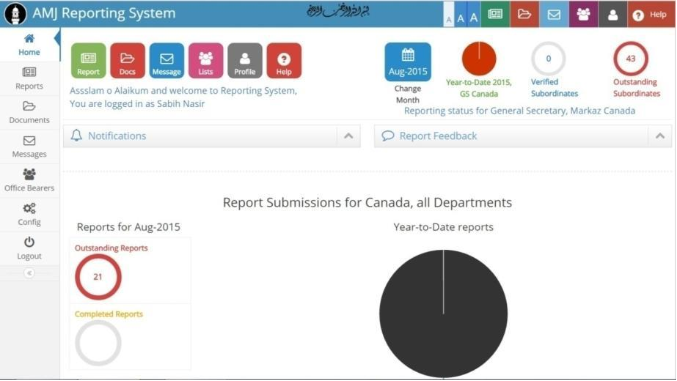 AMJ Reporting System
A A A
Help
Home
Reports
Documents
Messages
Office Bearers
Config
Logout
Report
Docs
Message
Lists
Profile
Help
Assslam o Alaikum and welcome to Reporting System,
You are logged in as Sabih Nasir
Aug-2015
Change
Month
Year-to-Date 2015,
GS Canada
0
Verified
Subordinates
43
Outstanding
Subordinates
Reporting status for General Secretary, Markaz Canada
Notifications
Report Feedback
Report Submissions for Canada, all Departments
Reports for Aug-2015
Year-to-Date reports
Outstanding Reports
21
Completed Reports